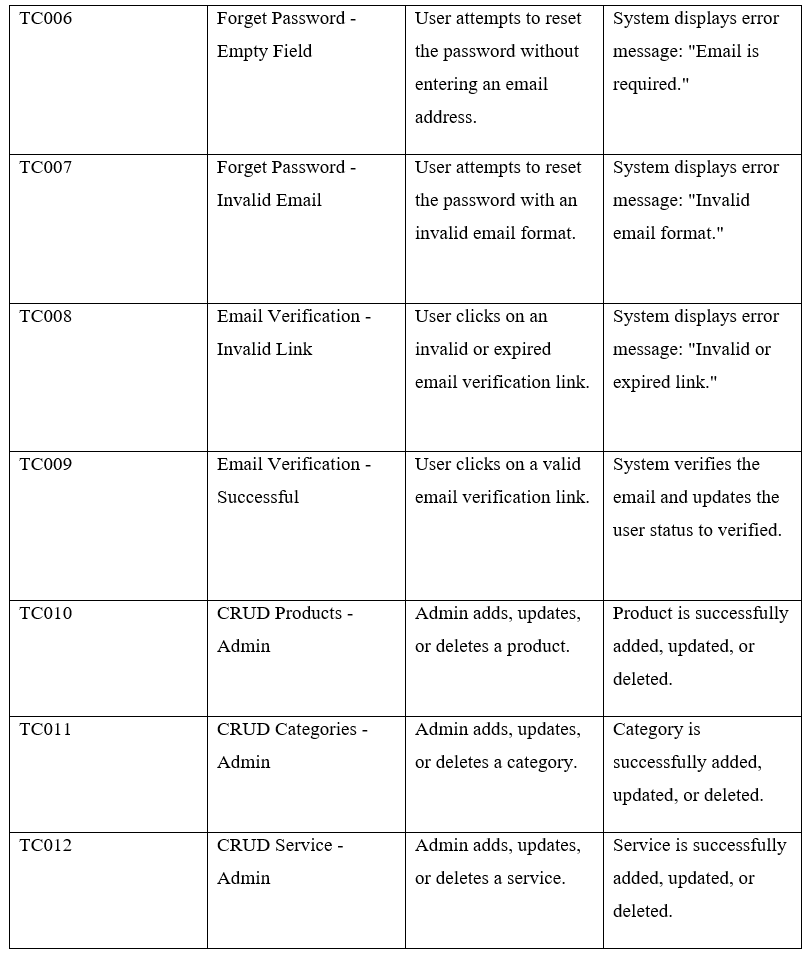 TC006
Forget Password -
Empty Field
User attempts to reset
the password without
entering an email
address.
System displays error
message: "Email is
required."
TC007
Forget Password -
Invalid Email
User attempts to reset
the password with an
invalid email format.
System displays error
message: "Invalid
email format."
TC008
Email Verification -
Invalid Link
User clicks on an
invalid or expired
email verification link.
System displays error
message: "Invalid or
expired link."
TC009
Email Verification -
Successful
User clicks on a valid
email verification link.
System verifies the
email and updates the
user status to verified.
TC010
CRUD Products -
Admin
Admin adds, updates,
or deletes a product.
Product is successfully
added, updated, or
deleted.
TC011
CRUD Categories -
Admin
Admin adds, updates,
or deletes a category.
Category is
successfully added,
updated, or deleted.
TC012
CRUD Service -
Admin
Admin adds, updates,
or deletes a service.
Service is successfully
added, updated, or
deleted.